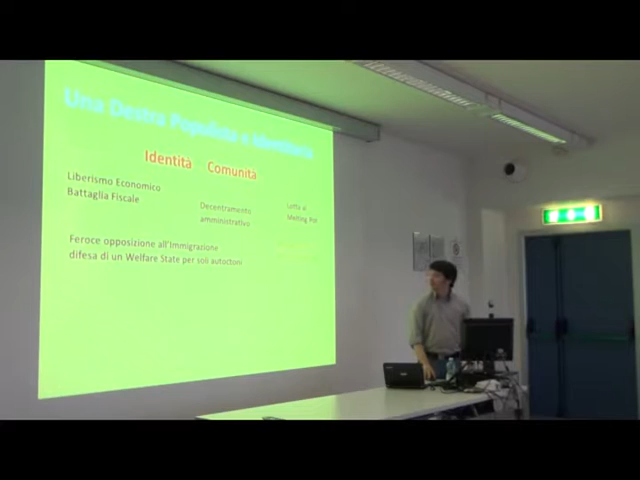 Una Destra Populista e Identitaria
Identità Comunità
Liberismo Economico
Battaglia Fiscale
Decentramento
amministrativo
Lotta al
Melting Pot
Feroce opposizione all'Immigrazione
difesa di un Welfare State per soli autoctoni